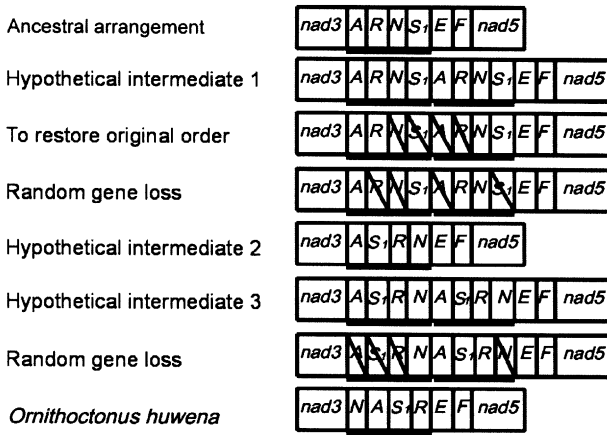 Ancestral arrangement nad3 A R N S1 E F nad5
Hypothetical intermediate 1 nad3 A R N S1 A R N S1 E F nad5
To restore original order nad3 A R N S1 A R N S1 E F nad5
Random gene loss nad3 A R N S1 A R N S1 E F nad5
Hypothetical intermediate 2 nad3 A S1 R N E F nad5
Hypothetical intermediate 3 nad3 A S1 R N A S1 R N E F nad5
Random gene loss nad3 A S1 R N A S1 R N E F nad5
Ornithoctonus huwena nad3 N A S1 R E F nad5